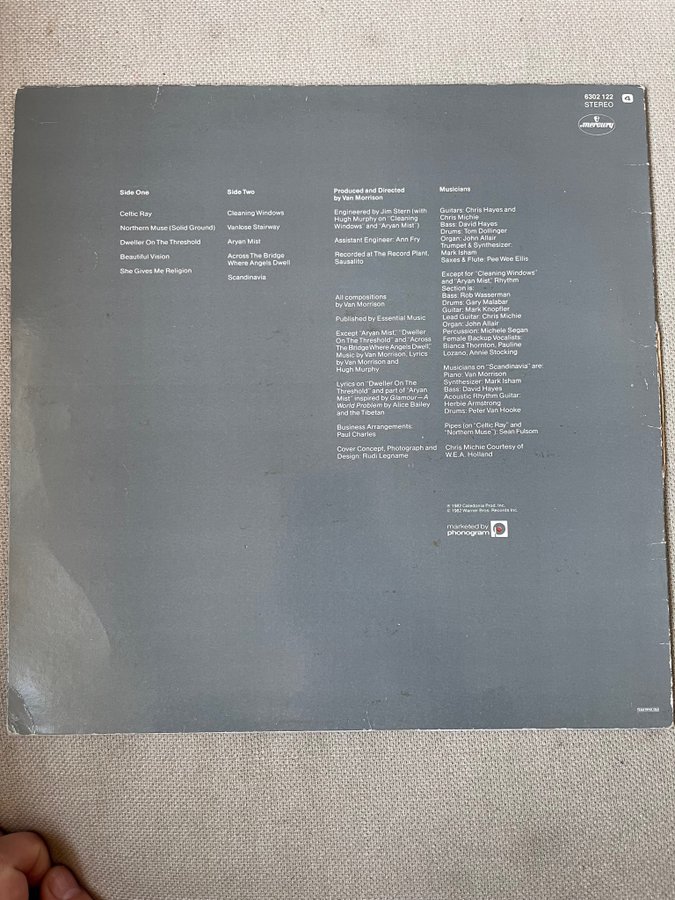 6302 122
STEREO
4
mercury
Side One
Celtic Ray
Northern Muse (Solid Ground)
Dweller On The Threshold
Beautiful Vision
She Gives Me Religion
Side Two
Cleaning Windows
Vanlose Stairway
Aryan Mist
Across The Bridge
Where Angels Dwell
Scandinavia
Produced and Directed
by Van Morrison
Engineered by Jim Stern (with
Hugh Murphy on "Cleaning
Windows" and "Aryan Mist")
Assistant Engineer: Ann Fry
Recorded at The Record Plant,
Sausalito
All compositions
by Van Morrison
Published by Essential Music
Except "Aryan Mist," "Dweller
On The Threshold" and "Across
The Bridge Where Angels Dwell,"
Music by Van Morrison, Lyrics
by Van Morrison and
Hugh Murphy
Lyrics on "Dweller On The
Threshold" and part of "Aryan
Mist" inspired by Glamour—A
World Problem by Alice Bailey
and the Tibetan
Business Arrangements:
Paul Charles
Cover Concept, Photograph and
Design: Rudi Legname
Musicians
Guitars: Chris Hayes and
Chris Michie
Bass: David Hayes
Drums: Tom Dollinger
Organ: John Allair
Trumpet & Synthesizer:
Mark Isham
Saxes & Flute: Pee Wee Ellis
Except for "Cleaning Windows"
and "Aryan Mist," Rhythm
Section is:
Bass: Rob Wasserman
Drums: Gary Malabar
Guitar: Mark Knopfler
Lead Guitar: Chris Michie
Organ: John Allair
Percussion: Michele Segan
Female Backup Vocalists:
Bianca Thornton, Pauline
Lozano, Annie Stocking
Musicians on "Scandinavia" are:
Piano: Van Morrison
Synthesizer: Mark Isham
Bass: David Hayes
Acoustic Rhythm Guitar:
Herbie Armstrong
Drums: Peter Van Hooke
Pipes (on "Celtic Ray" and
"Northern Muse"): Sean Fulsom
Chris Michie Courtesy of
W.E.A. Holland
℗ 1982 Caledonia Prod. Inc.
© 1982 Warner Bros. Records Inc.
marketed by
phonogram